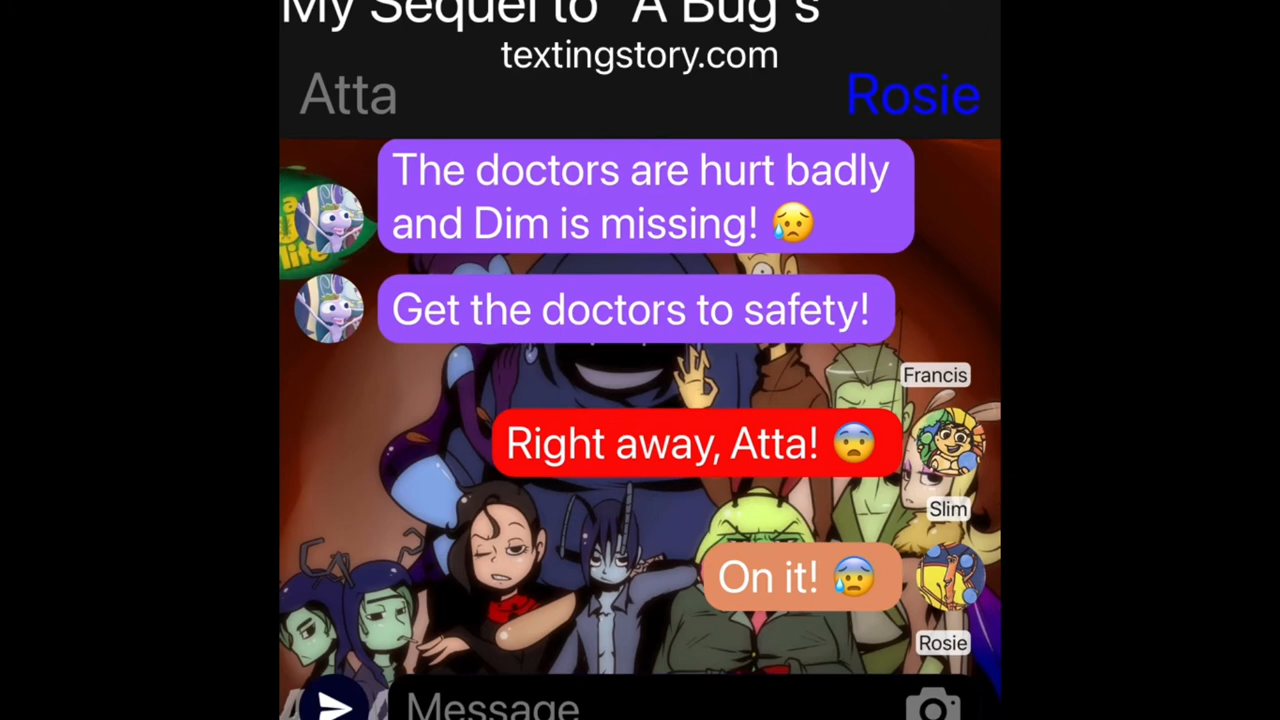 My Sequel to "A Bug's
textingstory.com
Atta
Rosie
a
life
The doctors are hurt badly
and Dim is missing! 😥
Get the doctors to safety!
Francis
Right away, Atta! 😨
Slim
On it! 😰
Rosie
Message